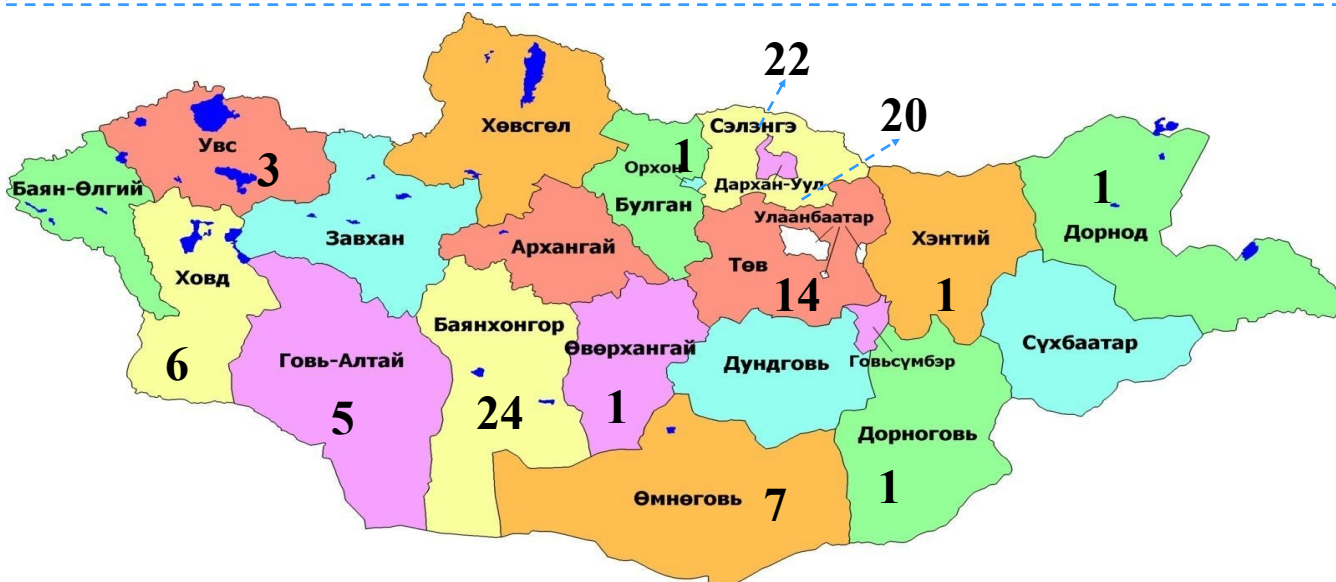 22
20
Сэлэнгэ
Хөвсгөл
Увс
3
1
Орхон
Баян-Өлгий
Дархан-Уул
1
Булган
Улаанбаатар
Завхан
Архангай
Хэнтий
Дорнод
Ховд
Төв
14
1
Баянхонгор
Өвөрхангай
Говь-Алтай
Дундговь
Говьсүмбэр
Сүхбаатар
6
5
24
1
Дорноговь
1
Өмнөговь
7